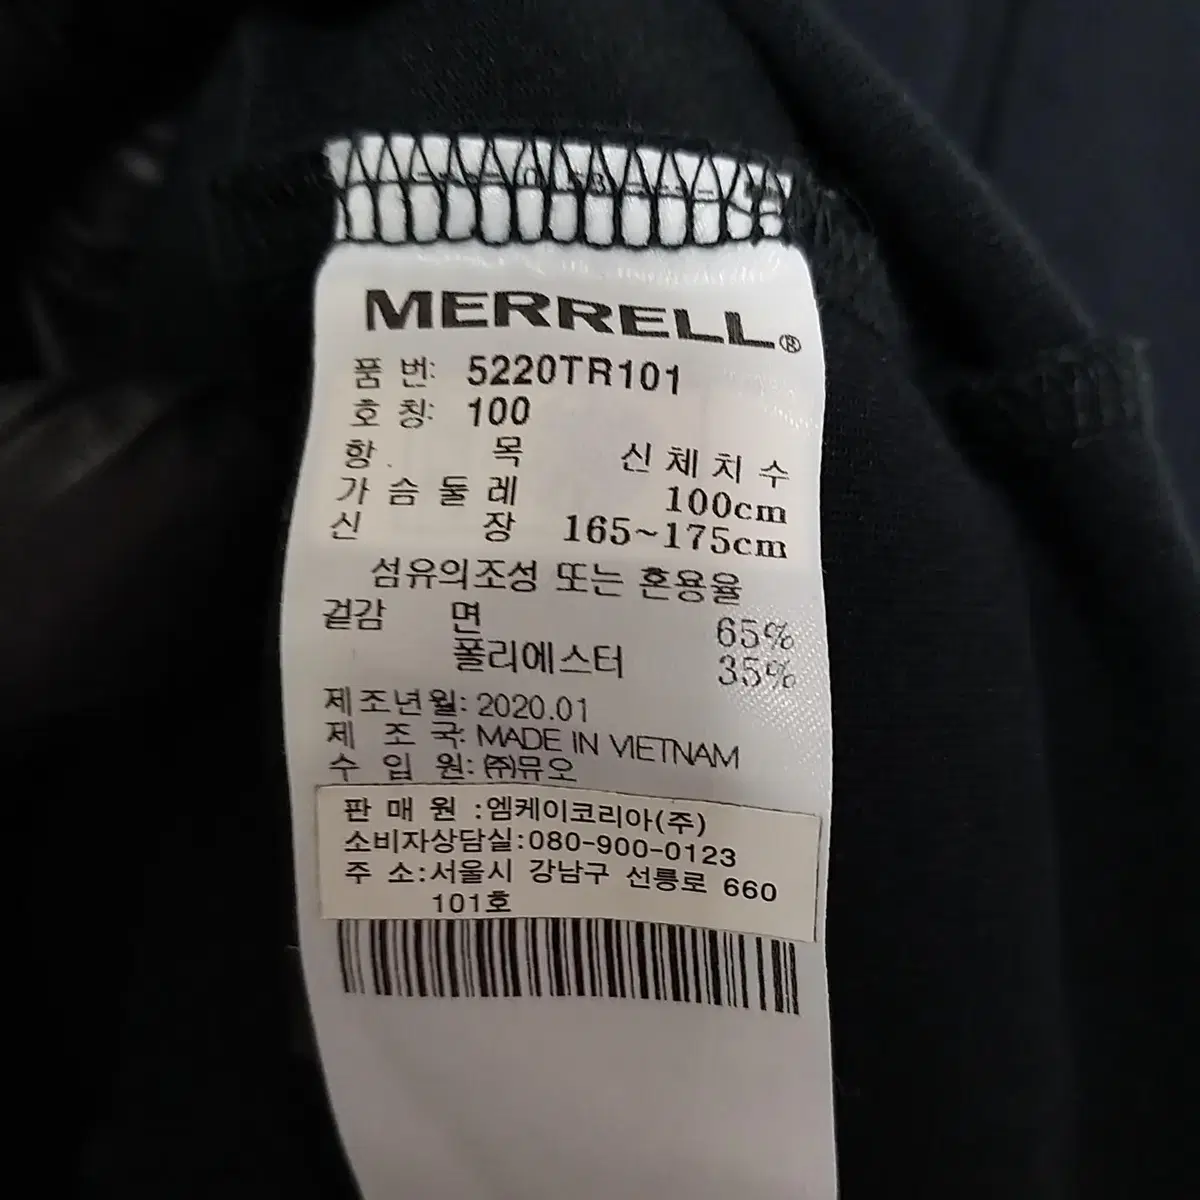 MERRELL®
품 번: 5220TR101
호 칭: 100
항 목 신 체 치 수
가 슴 둘 레 100cm
신 장 165~175cm
섬유의조성 또는 혼용율
겉감 면 65%
폴리에스터 35%
제조년월: 2020.01
제 조 국: MADE IN VIETNAM
수 입 원: ㈜뮤오
판 매 원 :엠케이코리아(주)
소비자상담실:080-900-0123
주 소:서울시 강남구 선릉로 660
101호